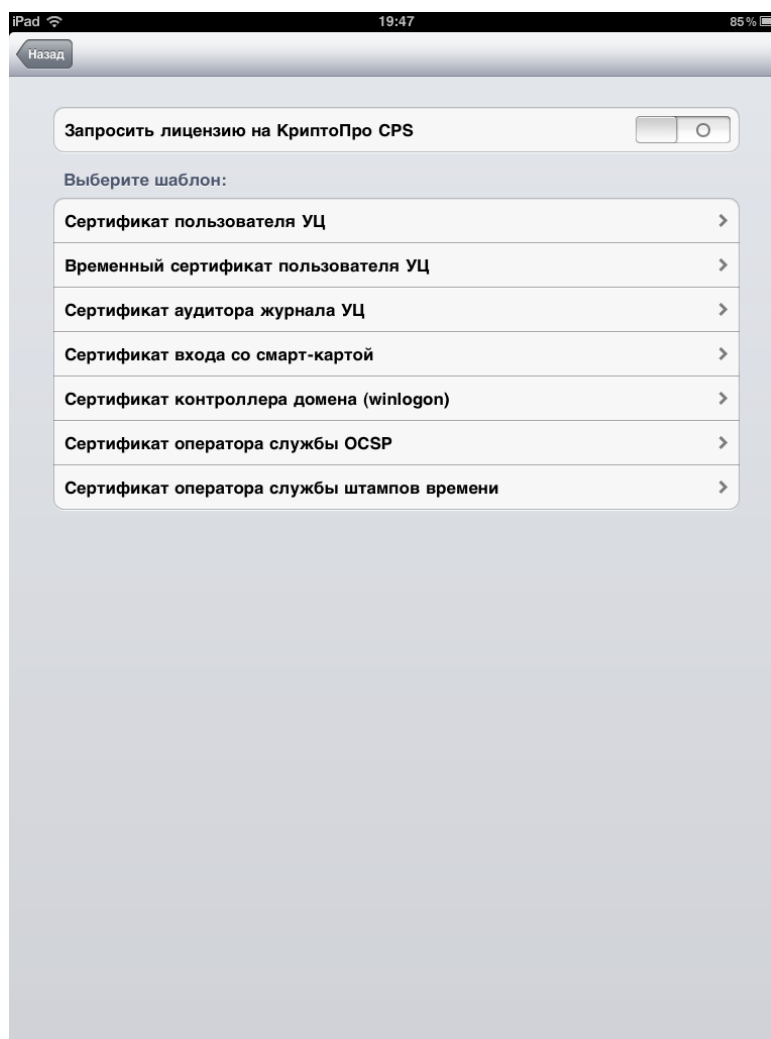 iPad 19:47 85%
Назад
Запросить лицензию на КриптоПро CPS
Выберите шаблон:
Сертификат пользователя УЦ
Временный сертификат пользователя УЦ
Сертификат аудитора журнала УЦ
Сертификат входа со смарт-картой
Сертификат контроллера домена (winlogon)
Сертификат оператора службы OCSP
Сертификат оператора службы штампов времени